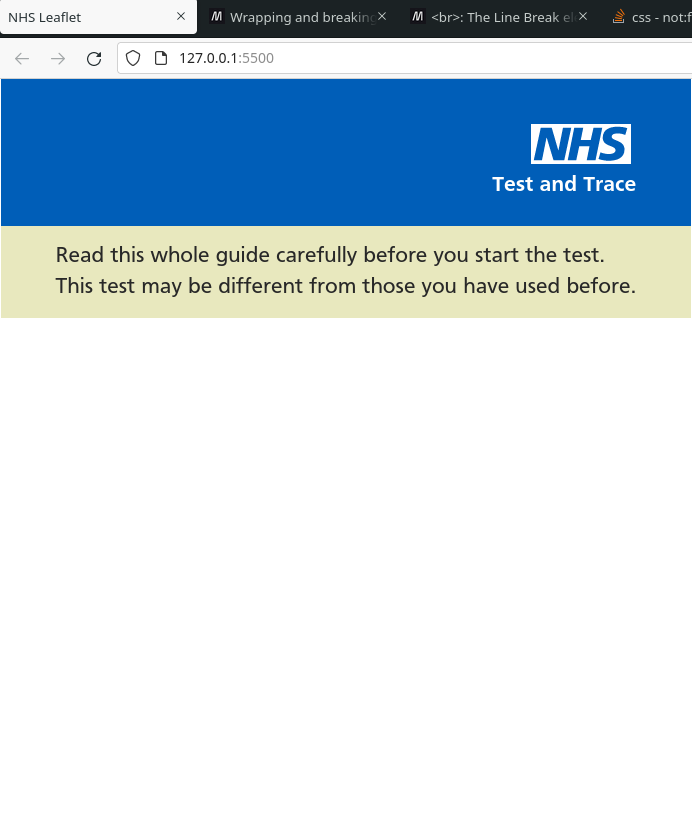 NHS Leaflet
Wrapping and breaking
<br>: The Line Break el
css - not:f
127.0.0.1:5500
NHS
Test and Trace
Read this whole guide carefully before you start the test.
This test may be different from those you have used before.